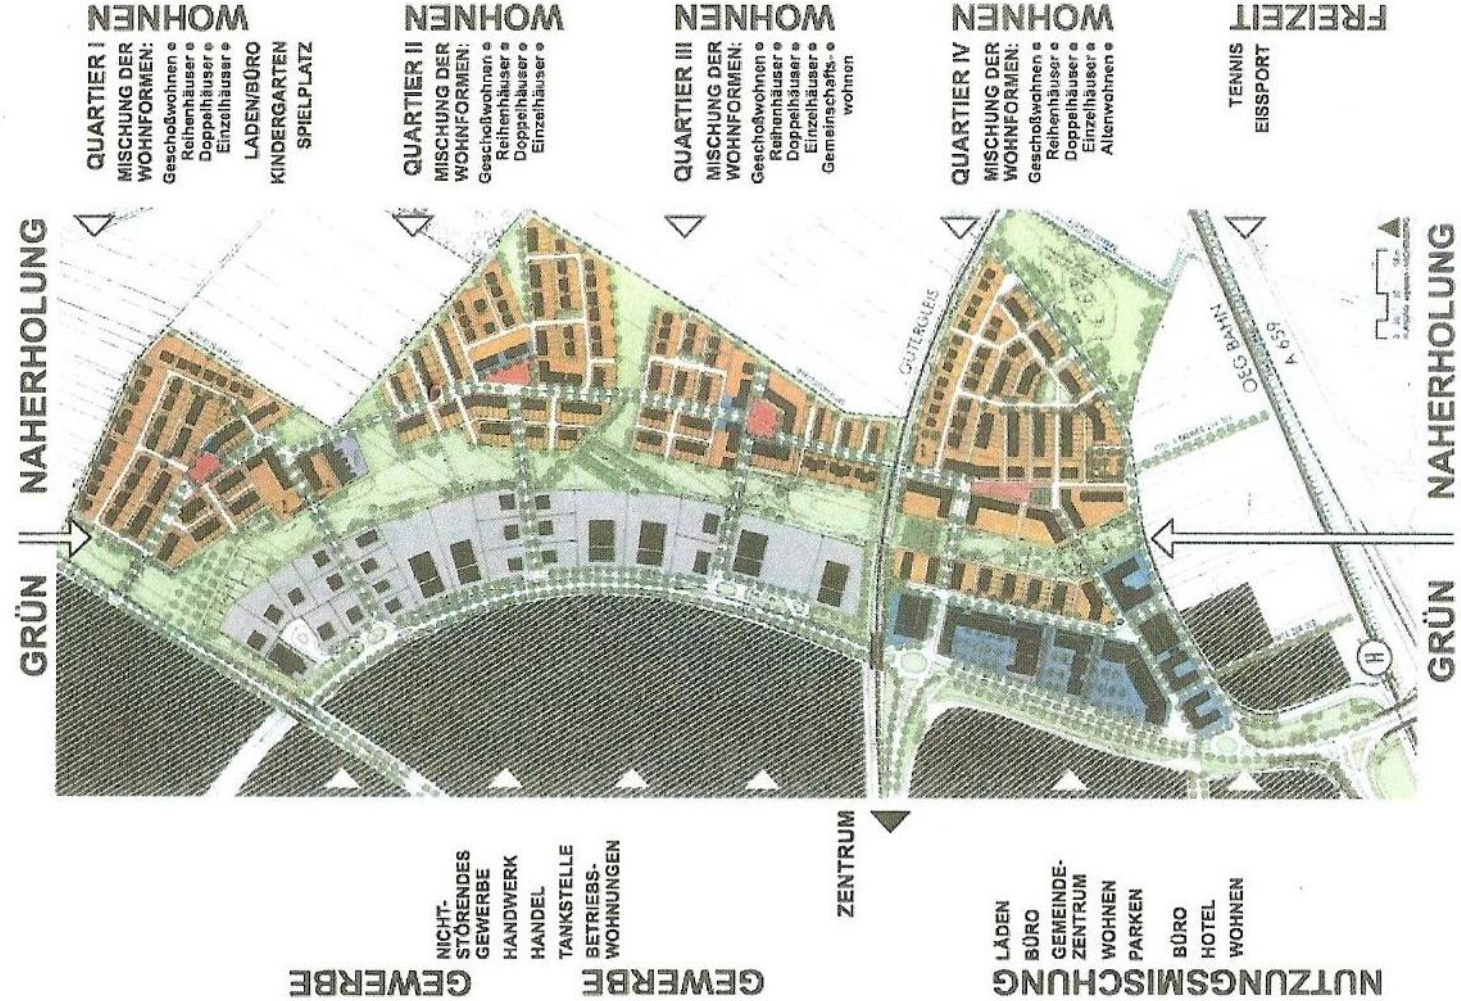 WOHNEN
QUARTIER I
MISCHUNG DER
WOHNFORMEN:
Geschoßwohnen
Reihenhäuser
Doppelhäuser
Einzelhäuser
LADEN/BÜRO
KINDERGARTEN
SPIELPLATZ
WOHNEN
QUARTIER II
MISCHUNG DER
WOHNFORMEN:
Geschoßwohnen
Reihenhäuser
Doppelhäuser
Einzelhäuser
WOHNEN
QUARTIER III
MISCHUNG DER
WOHNFORMEN:
Geschoßwohnen
Reihenhäuser
Doppelhäuser
Einzelhäuser
Gemeinschafts-
wohnen
WOHNEN
QUARTIER IV
MISCHUNG DER
WOHNFORMEN:
Geschoßwohnen
Reihenhäuser
Doppelhäuser
Einzelhäuser
Altenwohnen
FREIZEIT
TENNIS
EISSPORT
GRÜN NAHERHOLUNG
GÜTERGLEIS
OEG BAHN
A 659
H
GRÜN NAHERHOLUNG
NICHT-
STÖRENDES
GEWERBE
HANDWERK
HANDEL
TANKSTELLE
BETRIEBS-
WOHNUNGEN
GEWERBE
GEWERBE
ZENTRUM
LÄDEN
BÜRO
GEMEINDE-
ZENTRUM
WOHNEN
PARKEN
BÜRO
HOTEL
WOHNEN
NUTZUNGSMISCHUNG